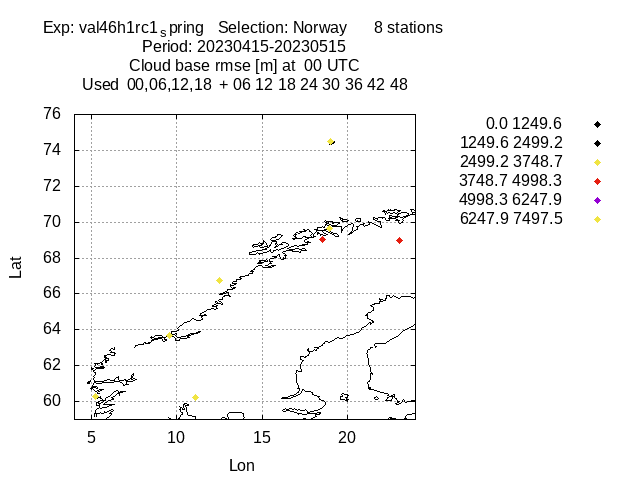 Exp: val46h1rc1spring Selection: Norway 8 stations
Period: 20230415-20230515
Cloud base rmse [m] at 00 UTC
Used 00,06,12,18 + 06 12 18 24 30 36 42 48
76
74
72
70
68
66
64
62
60
Lat
5 10 15 20
Lon
0.0 1249.6
1249.6 2499.2
2499.2 3748.7
3748.7 4998.3
4998.3 6247.9
6247.9 7497.5